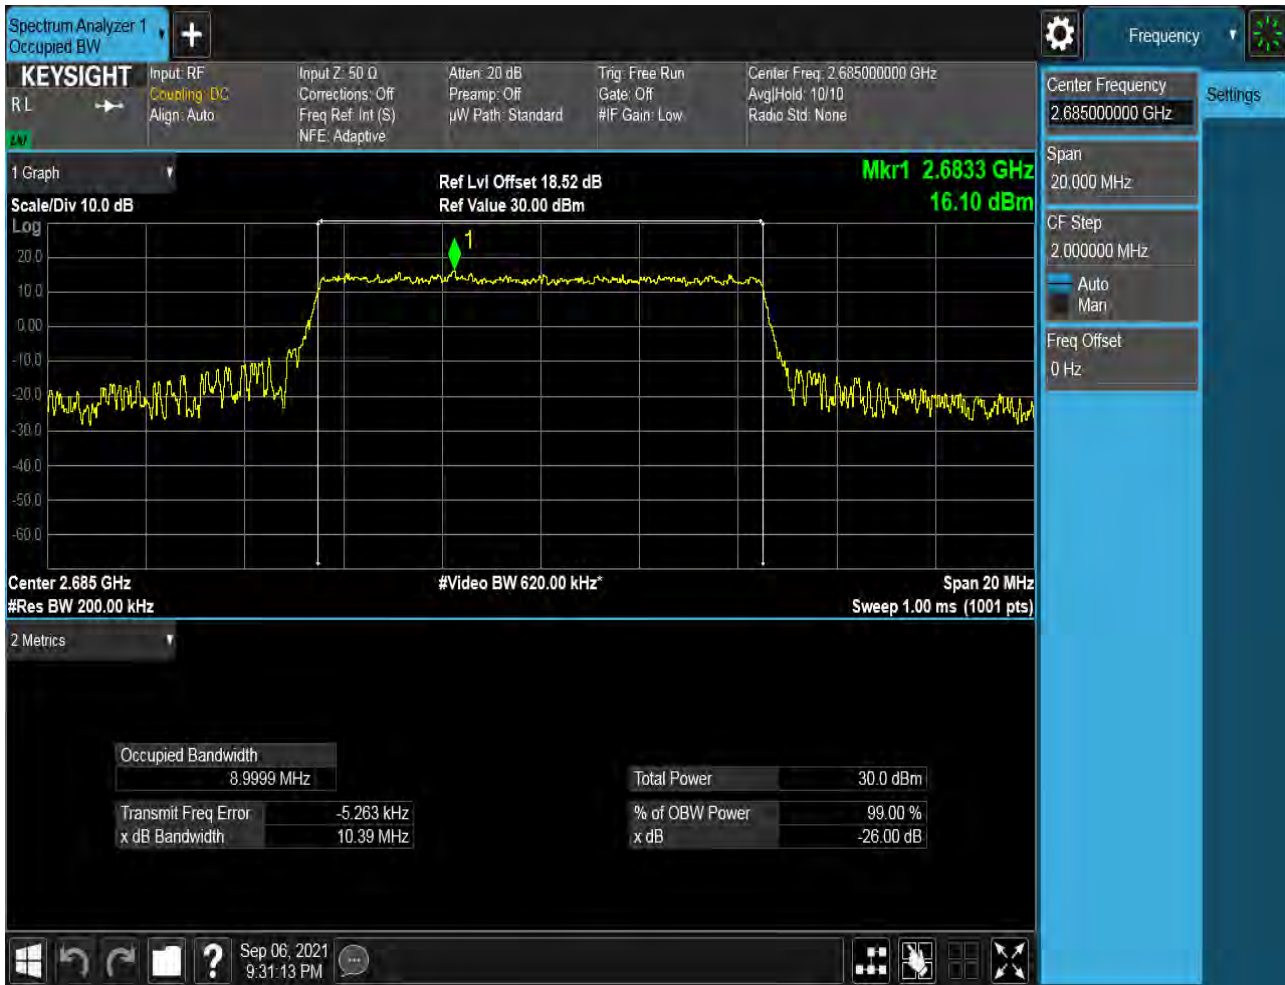 Spectrum Analyzer 1
Occupied BW
Frequency
KEYSIGHT
R L
Input: RF
Coupling: DC
Align: Auto
Input Z: 50 Ω
Corrections: Off
Freq Ref: Int (S)
NFE: Adaptive
Atten: 20 dB
Preamp: Off
µW Path: Standard
Trig: Free Run
Gate: Off
#IF Gain: Low
Center Freq: 2.685000000 GHz
Avg|Hold: 10/10
Radio Std: None
Center Frequency
2.685000000 GHz
Settings
Span
20.000 MHz
CF Step
2.000000 MHz
Auto
Man
Freq Offset
0 Hz
1 Graph
Scale/Div 10.0 dB
Ref Lvl Offset 18.52 dB
Ref Value 30.00 dBm
Mkr1 2.6833 GHz
16.10 dBm
Log
1
20.0
10.0
0.00
-10.0
-20.0
-30.0
-40.0
-50.0
-60.0
Center 2.685 GHz
#Video BW 620.00 kHz*
Span 20 MHz
#Res BW 200.00 kHz
Sweep 1.00 ms (1001 pts)
2 Metrics
Occupied Bandwidth
8.9999 MHz
Total Power 30.0 dBm
Transmit Freq Error -5.263 kHz
% of OBW Power 99.00 %
x dB Bandwidth 10.39 MHz
x dB -26.00 dB
?
Sep 06, 2021
9:31:13 PM